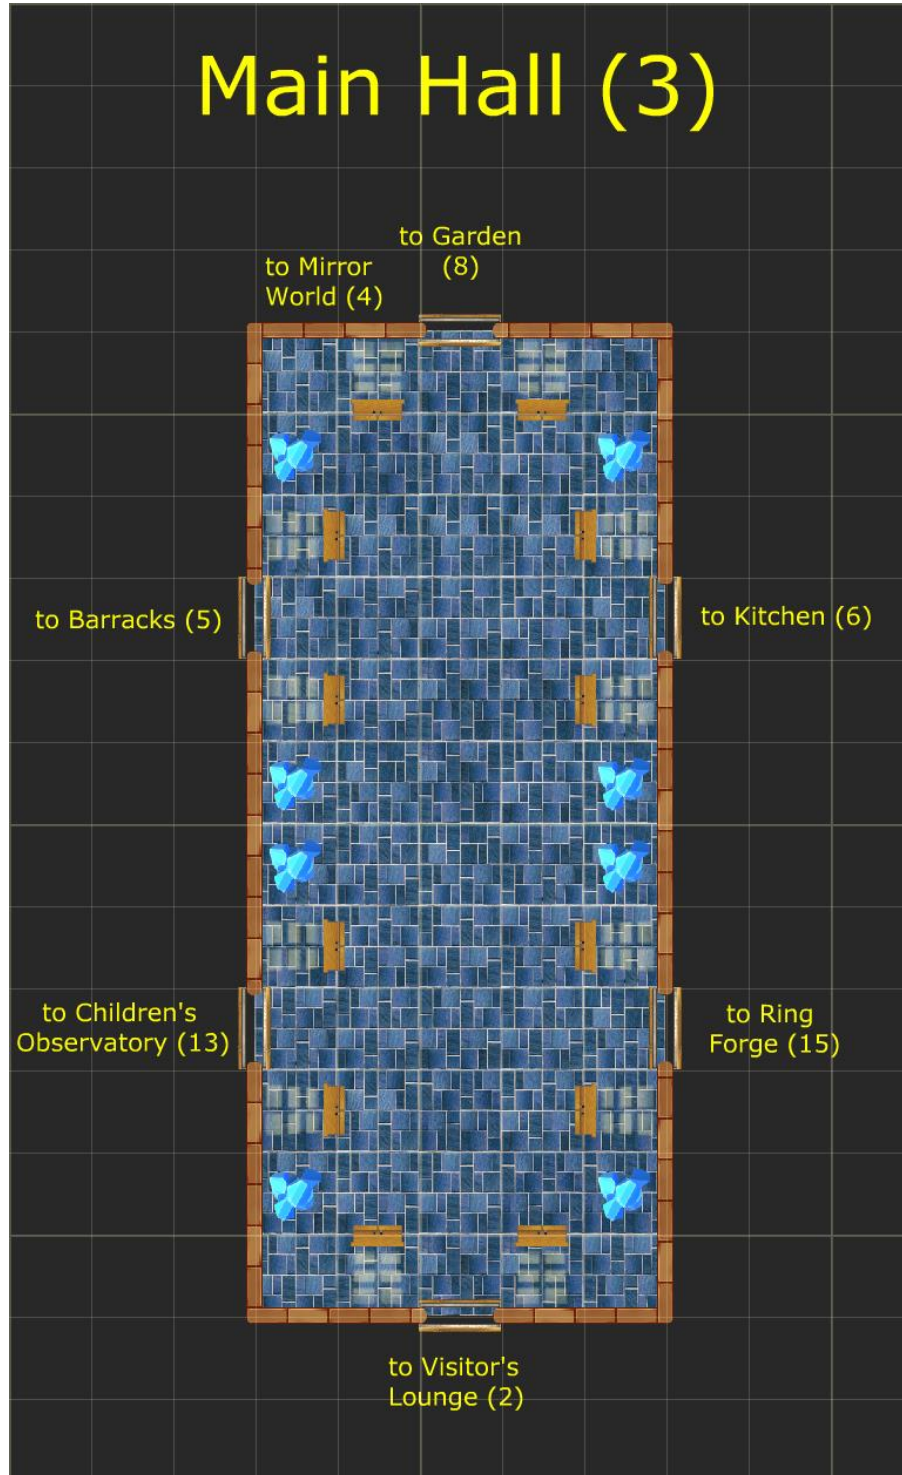 Main Hall (3)
to Garden
(8)
to Mirror
World (4)
to Barracks (5)
to Kitchen (6)
to Children's
Observatory (13)
to Ring
Forge (15)
to Visitor's
Lounge (2)